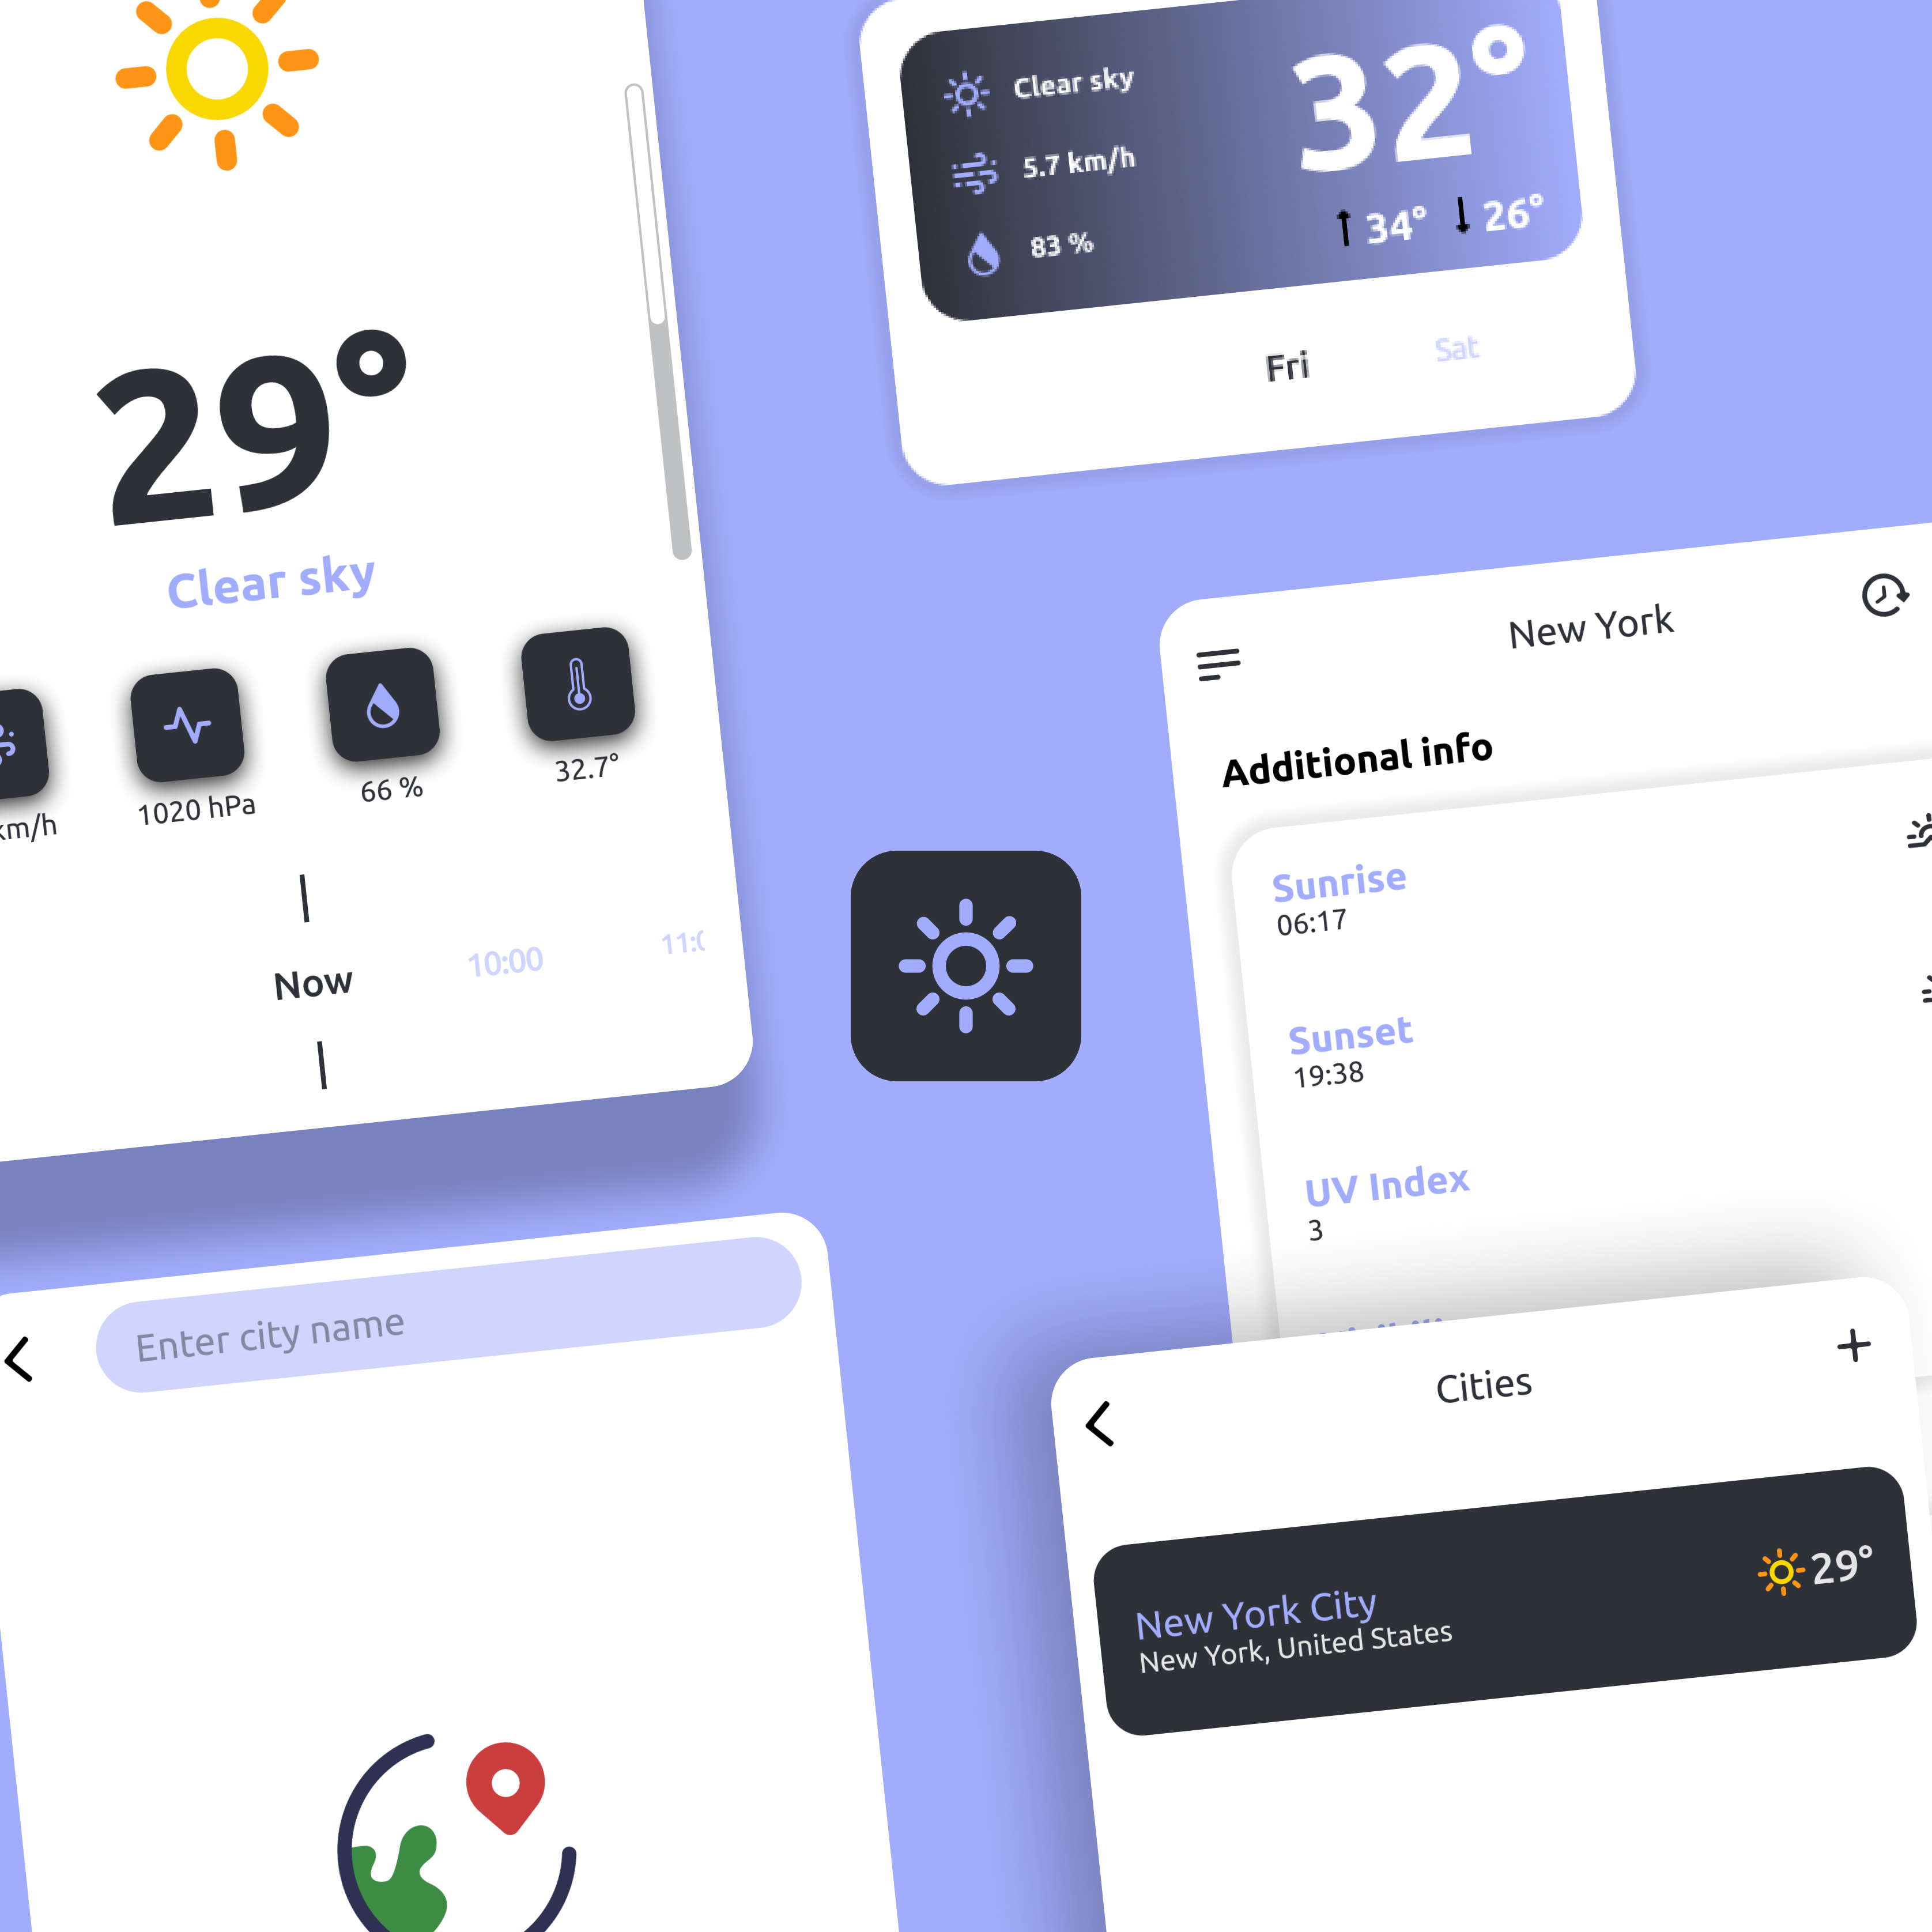 29°
Clear sky
km/h
1020 hPa
66 %
32.7°
Now
10:00
Clear sky
5.7 km/h
83 %
32°
34°
26°
Fri
Sat
New York
Additional info
Sunrise
06:17
Sunset
19:38
UV Index
3
Enter city name
Cities
New York City
New York, United States
29°